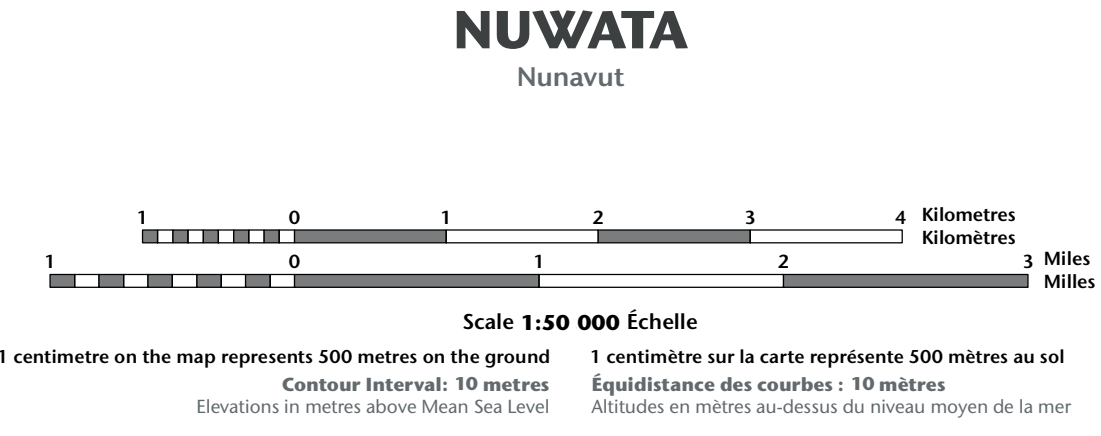 NUWATA
Nunavut
1 0 1 2 3 4 Kilometres
Kilomètres
1 0 1 2 3 Miles
Milles
Scale 1:50 000 Échelle
1 centimetre on the map represents 500 metres on the ground
1 centimètre sur la carte représente 500 mètres au sol
Contour Interval: 10 metres
Équidistance des courbes : 10 mètres
Elevations in metres above Mean Sea Level
Altitudes en mètres au-dessus du niveau moyen de la mer